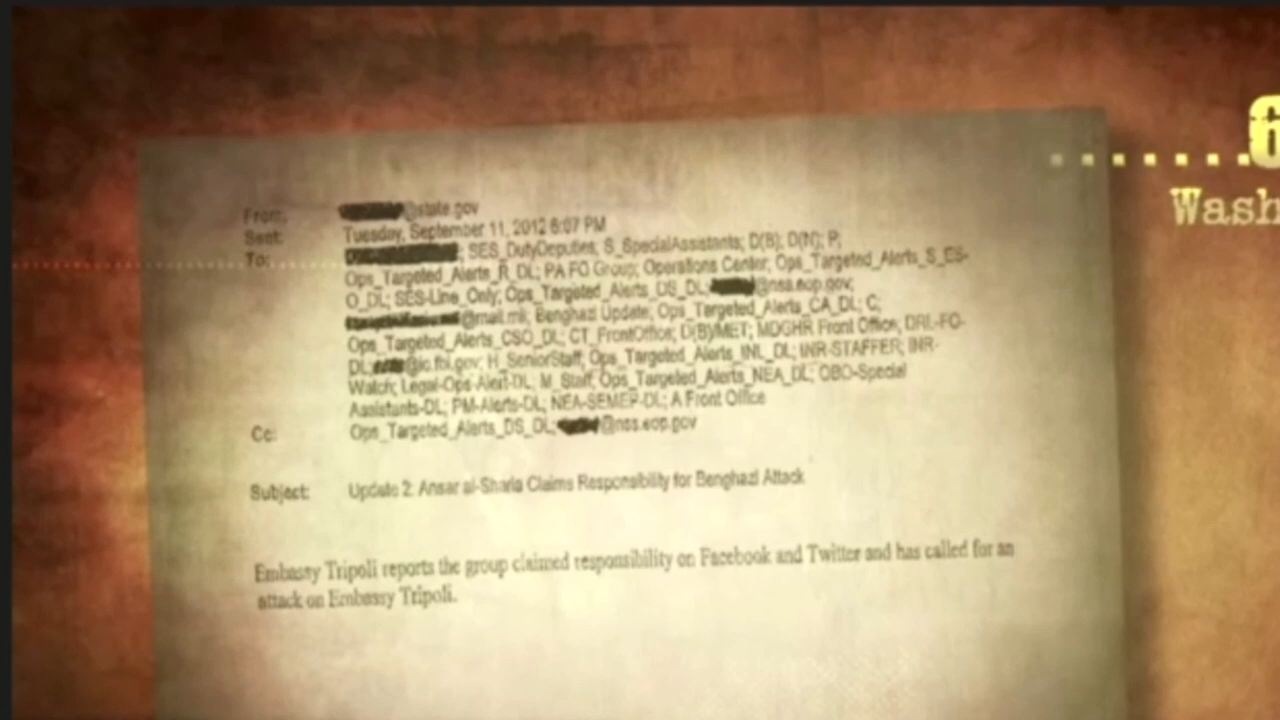 6
Wash
From: @state.gov
Sent: Tuesday, September 11, 2012 6:07 PM
To: ; SES_DutyDeputies; S_SpecialAssistants; D(B); D(N); P;
Ops_Targeted_Alerts_R_DL; PA FO Group; Operations Center; Ops_Targeted_Alerts_S_ES-
O_DL; SES-Line_Only; Ops_Targeted_Alerts_DS_DL; @nss.eop.gov;
@mail.mil; Benghazi Update; Ops_Targeted_Alerts_CA_DL; C;
Ops_Targeted_Alerts_CSO_DL; CT_FrontOffice; D(B)MET; MDGHR Front Office; DRL-FO-
DL; @ic.fbi.gov; H_SeniorStaff; Ops_Targeted_Alerts_INL_DL; INR-STAFFER; INR-
Watch; Legal-Ops-Alert-DL; M_Staff; Ops_Targeted_Alerts_NEA_DL; OBO-Special
Assistants-DL; PM-Alerts-DL; NEA-SEMEP-DL; A Front Office
Cc: Ops_Targeted_Alerts_DS_DL; @nss.eop.gov
Subject: Update 2: Ansar al-Sharia Claims Responsibility for Benghazi Attack
Embassy Tripoli reports the group claimed responsibility on Facebook and Twitter and has called for an
attack on Embassy Tripoli.